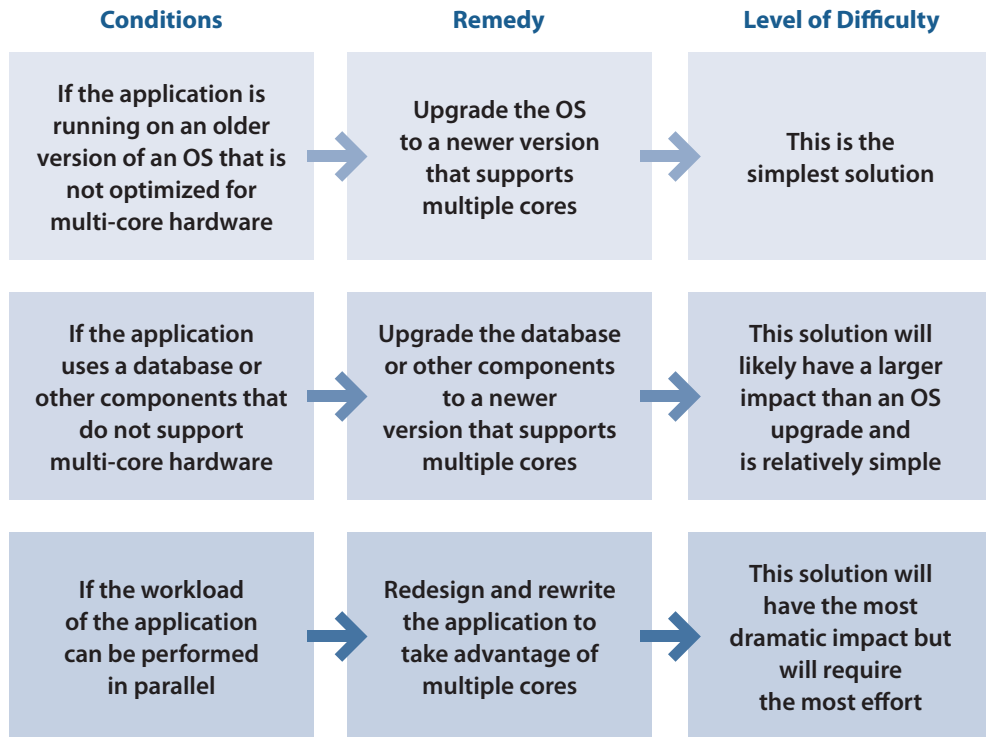 Conditions
Remedy
Level of Difficulty
If the application is
running on an older
version of an OS that is
not optimized for
multi-core hardware
Upgrade the OS
to a newer version
that supports
multiple cores
This is the
simplest solution
If the application
uses a database or
other components that
do not support
multi-core hardware
Upgrade the database
or other components
to a newer
version that supports
multiple cores
This solution will
likely have a larger
impact than an OS
upgrade and
is relatively simple
If the workload
of the application
can be performed
in parallel
Redesign and rewrite
the application to
take advantage of
multiple cores
This solution will
have the most
dramatic impact but
will require
the most effort